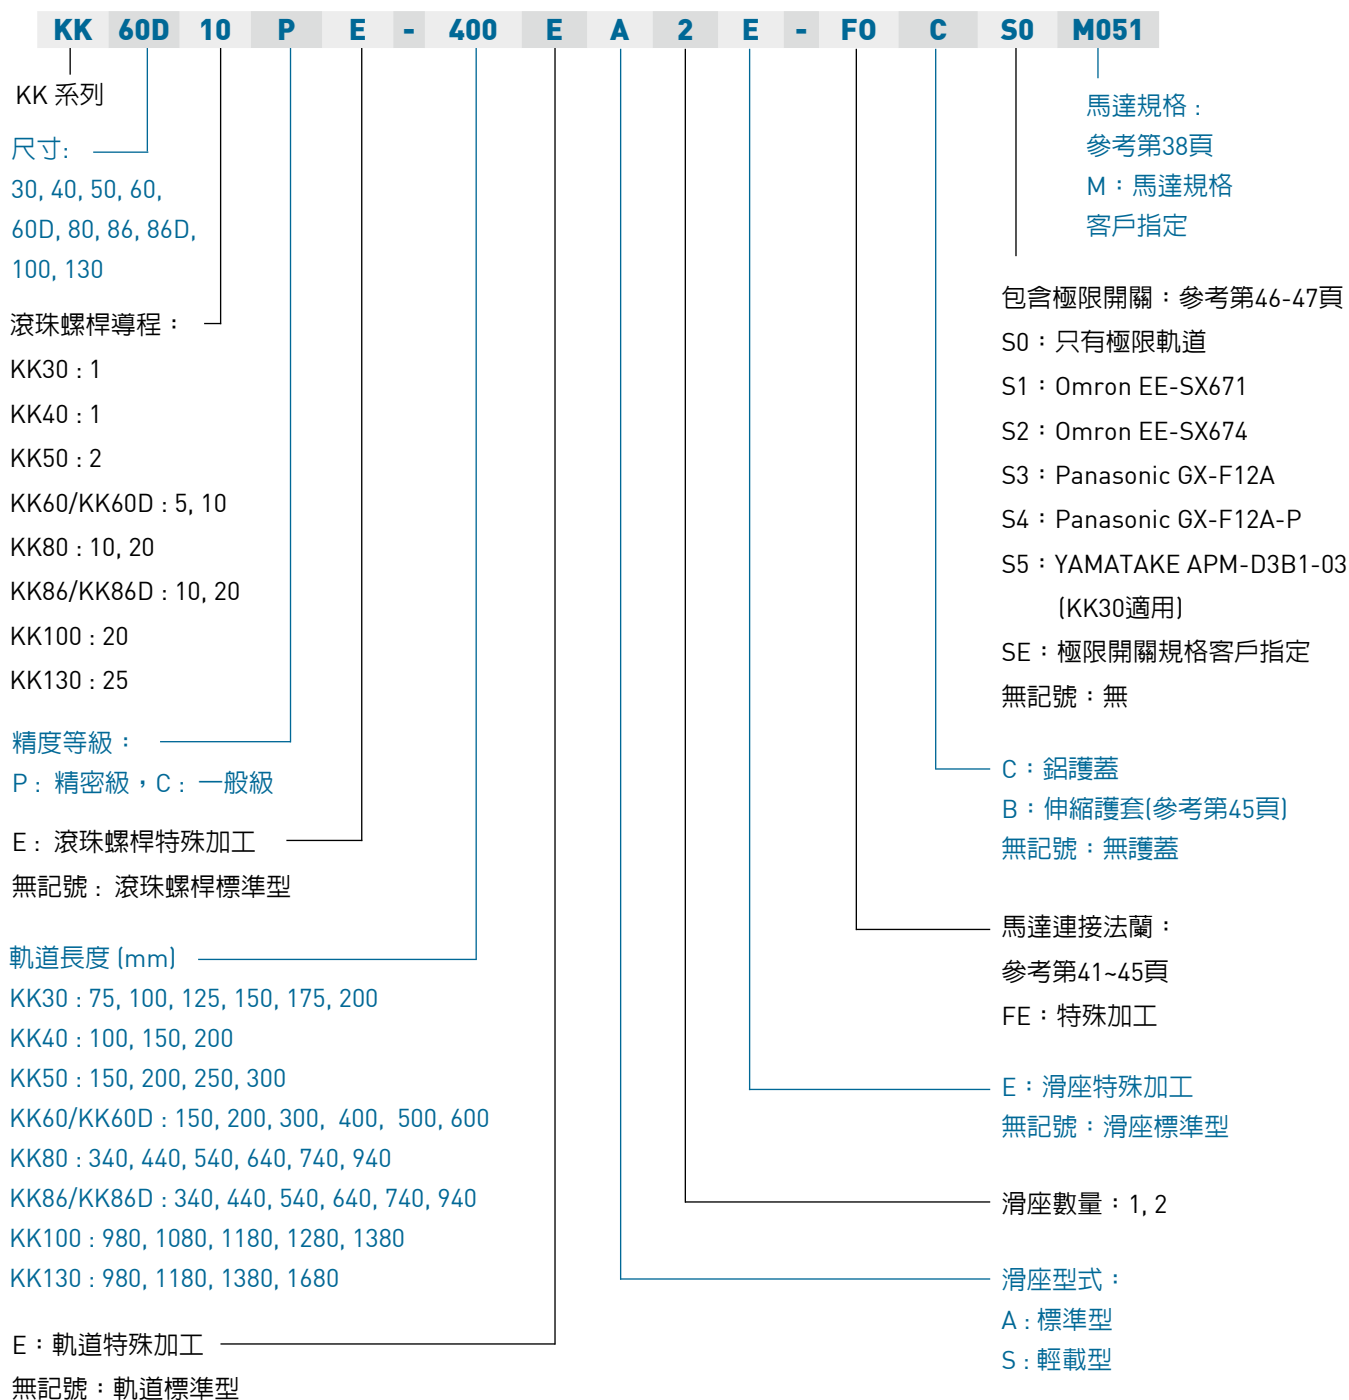 KK 60D 10 P E - 400 E A 2 E - F0 C S0 M051
KK 系列
尺寸:
30, 40, 50, 60,
60D, 80, 86, 86D,
100, 130
滾珠螺桿導程：
KK30 : 1
KK40 : 1
KK50 : 2
KK60/KK60D : 5, 10
KK80 : 10, 20
KK86/KK86D : 10, 20
KK100 : 20
KK130 : 25
精度等級：
P : 精密級，C : 一般級
E : 滾珠螺桿特殊加工
無記號 : 滾珠螺桿標準型
軌道長度 (mm)
KK30 : 75, 100, 125, 150, 175, 200
KK40 : 100, 150, 200
KK50 : 150, 200, 250, 300
KK60/KK60D : 150, 200, 300, 400, 500, 600
KK80 : 340, 440, 540, 640, 740, 940
KK86/KK86D : 340, 440, 540, 640, 740, 940
KK100 : 980, 1080, 1180, 1280, 1380
KK130 : 980, 1180, 1380, 1680
E：軌道特殊加工
無記號：軌道標準型
馬達規格 :
參考第38頁
M：馬達規格
客戶指定
包含極限開關：參考第46-47頁
S0：只有極限軌道
S1：Omron EE-SX671
S2：Omron EE-SX674
S3：Panasonic GX-F12A
S4：Panasonic GX-F12A-P
S5：YAMATAKE APM-D3B1-03
(KK30適用)
SE：極限開關規格客戶指定
無記號：無
C：鋁護蓋
B：伸縮護套(參考第45頁)
無記號：無護蓋
馬達連接法蘭：
參考第41~45頁
FE：特殊加工
E：滑座特殊加工
無記號：滑座標準型
滑座數量：1, 2
滑座型式：
A : 標準型
S : 輕載型